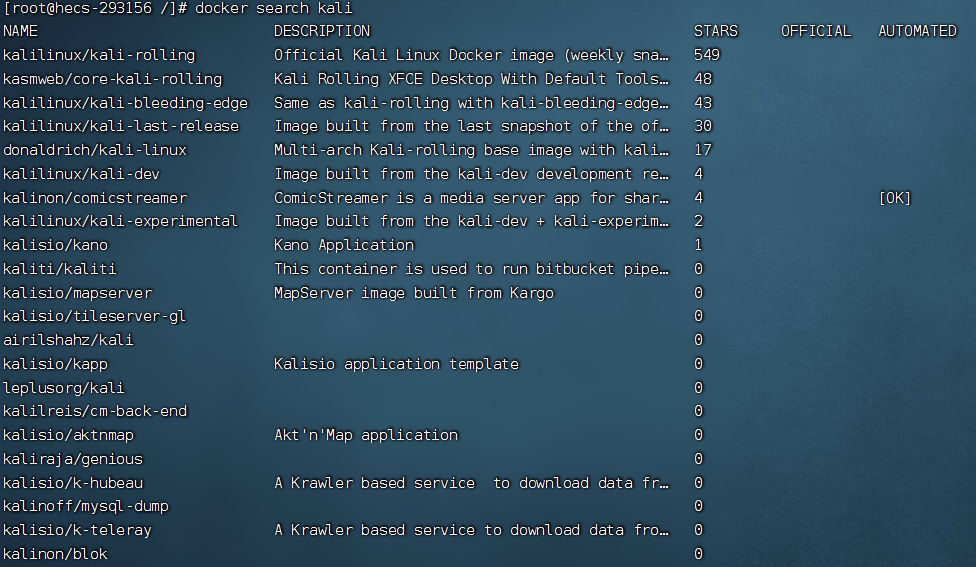 [root@hecs-293156 /]# docker search kali
NAME DESCRIPTION STARS OFFICIAL AUTOMATED
kalilinux/kali-rolling Official Kali Linux Docker image (weekly sna… 549
kasmweb/core-kali-rolling Kali Rolling XFCE Desktop With Default Tools… 48
kalilinux/kali-bleeding-edge Same as kali-rolling with kali-bleeding-edge… 43
kalilinux/kali-last-release Image built from the last snapshot of the of… 30
donaldrich/kali-linux Multi-arch Kali-rolling base image with kali… 17
kalilinux/kali-dev Image built from the kali-dev development re… 4
kalinon/comicstreamer ComicStreamer is a media server app for shar… 4 [OK]
kalilinux/kali-experimental Image built from the kali-dev + kali-experim… 2
kalisio/kano Kano Application 1
kaliti/kaliti This container is used to run bitbucket pipe… 0
kalisio/mapserver MapServer image built from Kargo 0
kalisio/tileserver-gl 0
airilshahz/kali 0
kalisio/kapp Kalisio application template 0
leplusorg/kali 0
kalilreis/cm-back-end 0
kalisio/aktnmap Akt'n'Map application 0
kaliraja/genious 0
kalisio/k-hubeau A Krawler based service  to download data fr… 0
kalinoff/mysql-dump 0
kalisio/k-teleray A Krawler based service to download data fro… 0
kalinon/blok 0